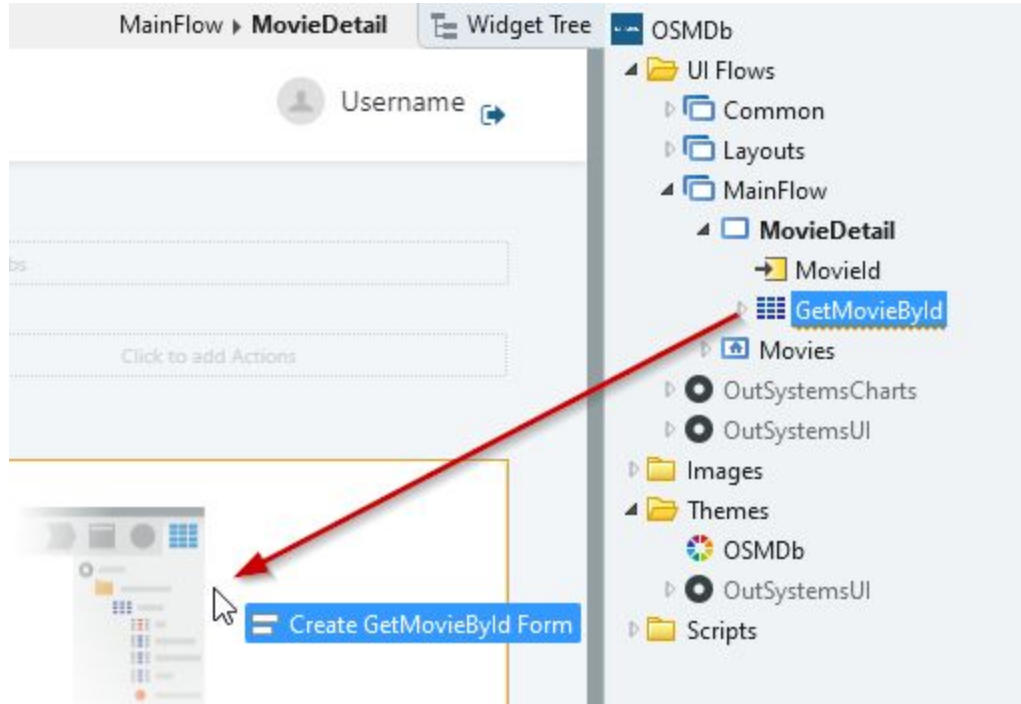 MainFlow ▸ MovieDetail
Widget Tree
Username
bs
Click to add Actions
Create GetMovieById Form
OSMDb
UI Flows
Common
Layouts
MainFlow
MovieDetail
MovieId
GetMovieById
Movies
OutSystemsCharts
OutSystemsUI
Images
Themes
OSMDb
OutSystemsUI
Scripts